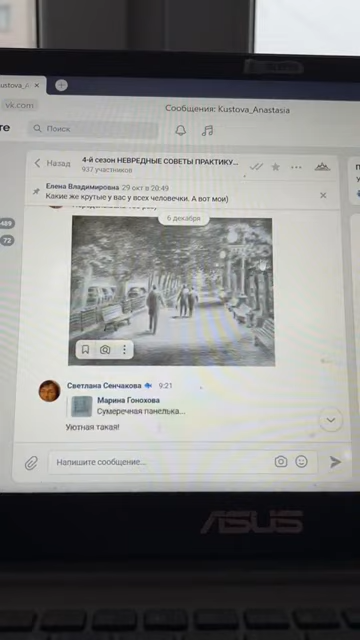 vk.com
Сообщения: Kustova_Anastasia
Поиск
Назад
4-й сезон НЕВРЕДНЫЕ СОВЕТЫ ПРАКТИКУ...
937 участников
Елена Владимировна 29 окт в 20:49
Какие же крутые у вас у всех человечки. А вот мои)
6 декабря
72
Светлана Сенчакова 9:21
Марина Гонохова
Сумеречная панелька...
Уютная такая!
Напишите сообщение...
ASUS